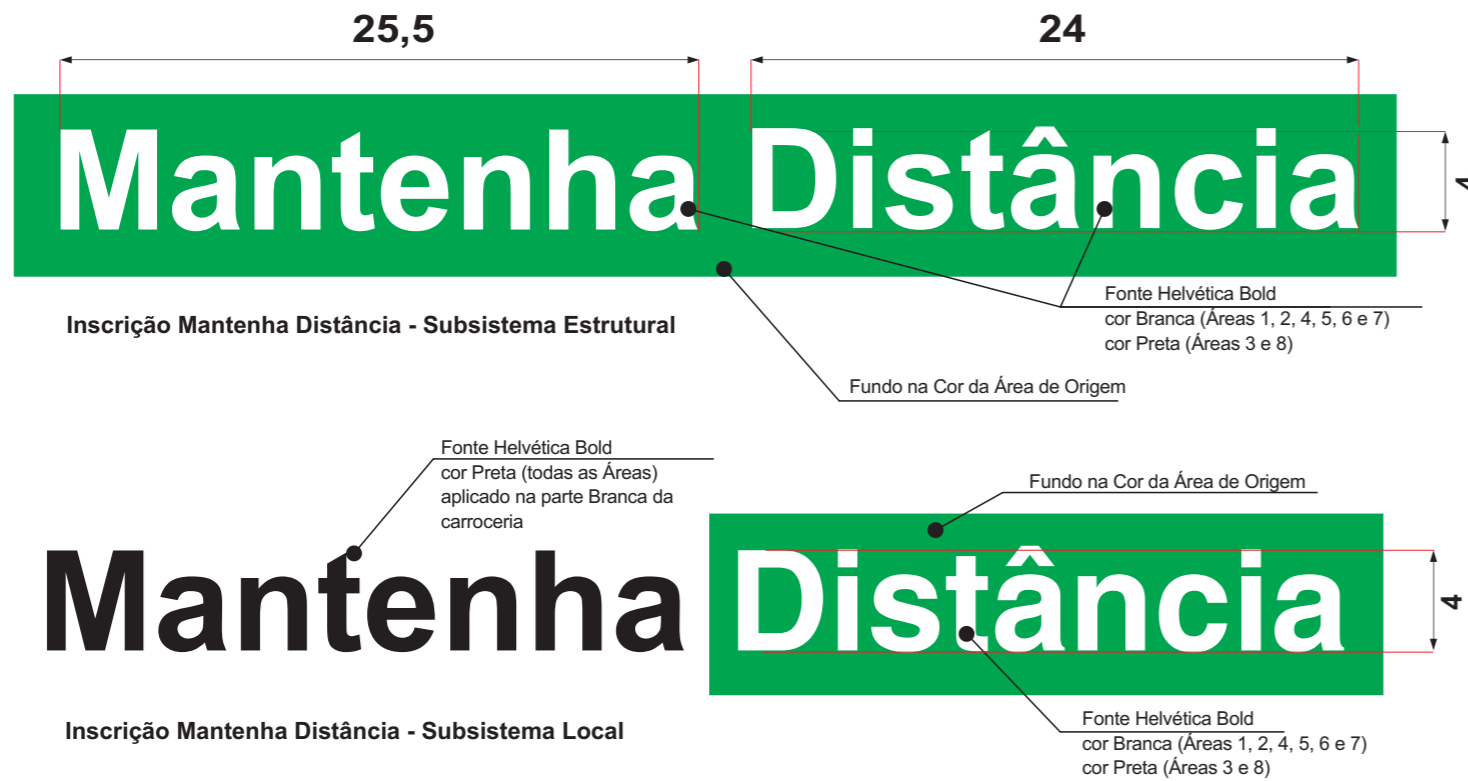 25,5
24
Mantenha Distância
4
Fonte Helvética Bold
cor Branca (Áreas 1, 2, 4, 5, 6 e 7)
cor Preta (Áreas 3 e 8)
Inscrição Mantenha Distância - Subsistema Estrutural
Fundo na Cor da Área de Origem
Fonte Helvética Bold
cor Preta (todas as Áreas)
aplicado na parte Branca da
carroceria
Fundo na Cor da Área de Origem
Mantenha Distância
4
Fonte Helvética Bold
cor Branca (Áreas 1, 2, 4, 5, 6 e 7)
cor Preta (Áreas 3 e 8)
Inscrição Mantenha Distância - Subsistema Local